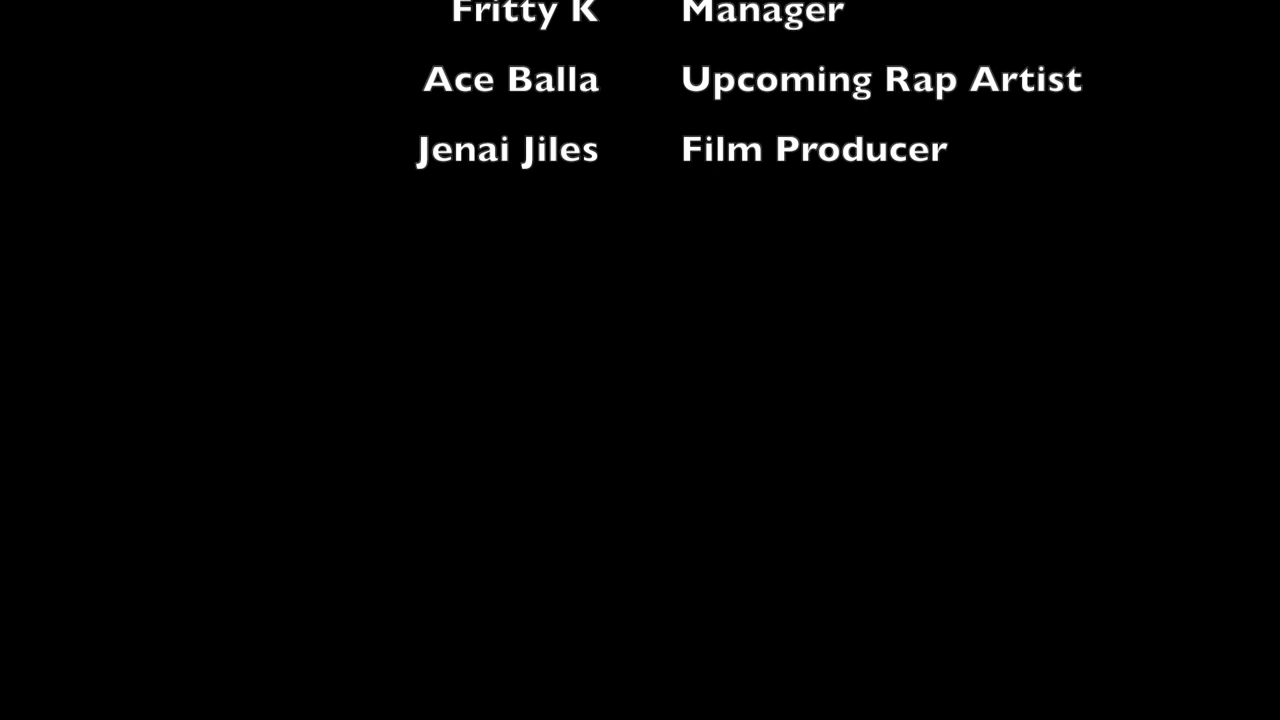 Fritty K Manager
Ace Balla Upcoming Rap Artist
Jenai Jiles Film Producer